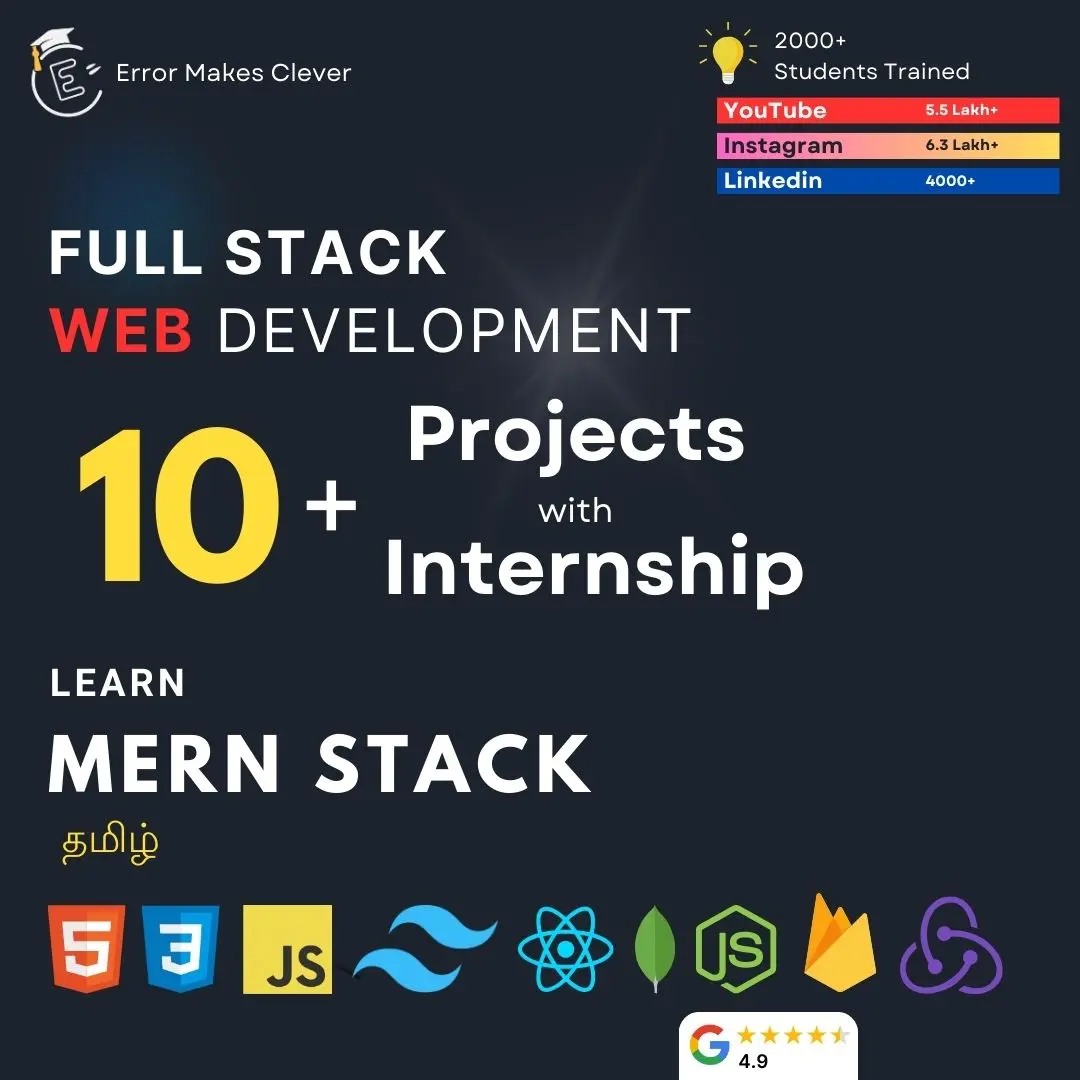 Error Makes Clever
2000+
Students Trained
YouTube 5.5 Lakh+
Instagram 6.3 Lakh+
Linkedin 4000+
FULL STACK
WEB DEVELOPMENT
10 + Projects
with
Internship
LEARN
MERN STACK
தமிழ்
5 3 JS JS
4.9